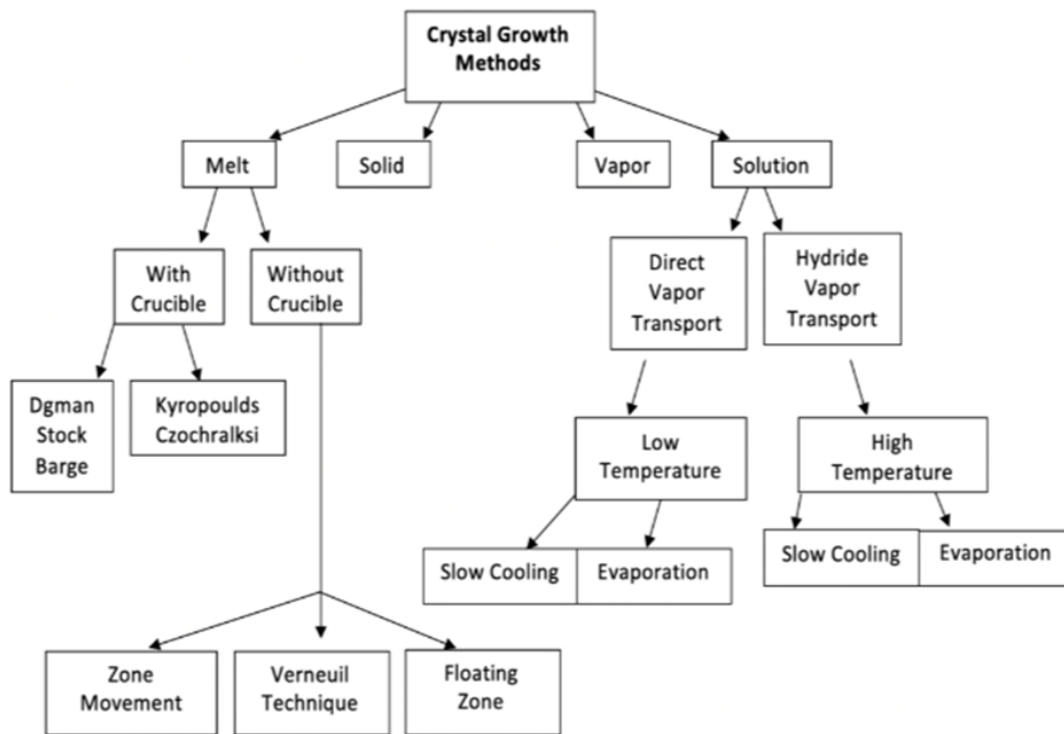 Crystal Growth
Methods
Melt
Solid
Vapor
Solution
With
Crucible
Without
Crucible
Direct
Vapor
Transport
Hydride
Vapor
Transport
Dgman
Stock
Barge
Kyropoulds
Czochralksi
Low
Temperature
High
Temperature
Slow Cooling
Evaporation
Slow Cooling
Evaporation
Zone
Movement
Verneuil
Technique
Floating
Zone